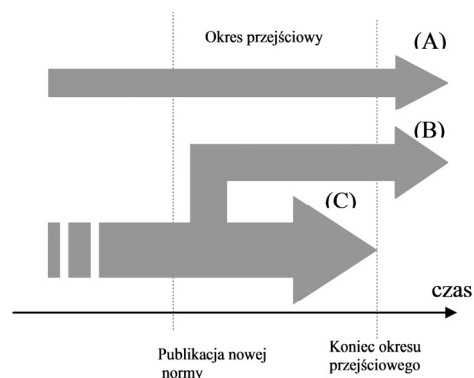 Okres przejściowy
(A)
(B)
(C)
czas
Publikacja nowej
normy
Koniec okresu
przejściowego